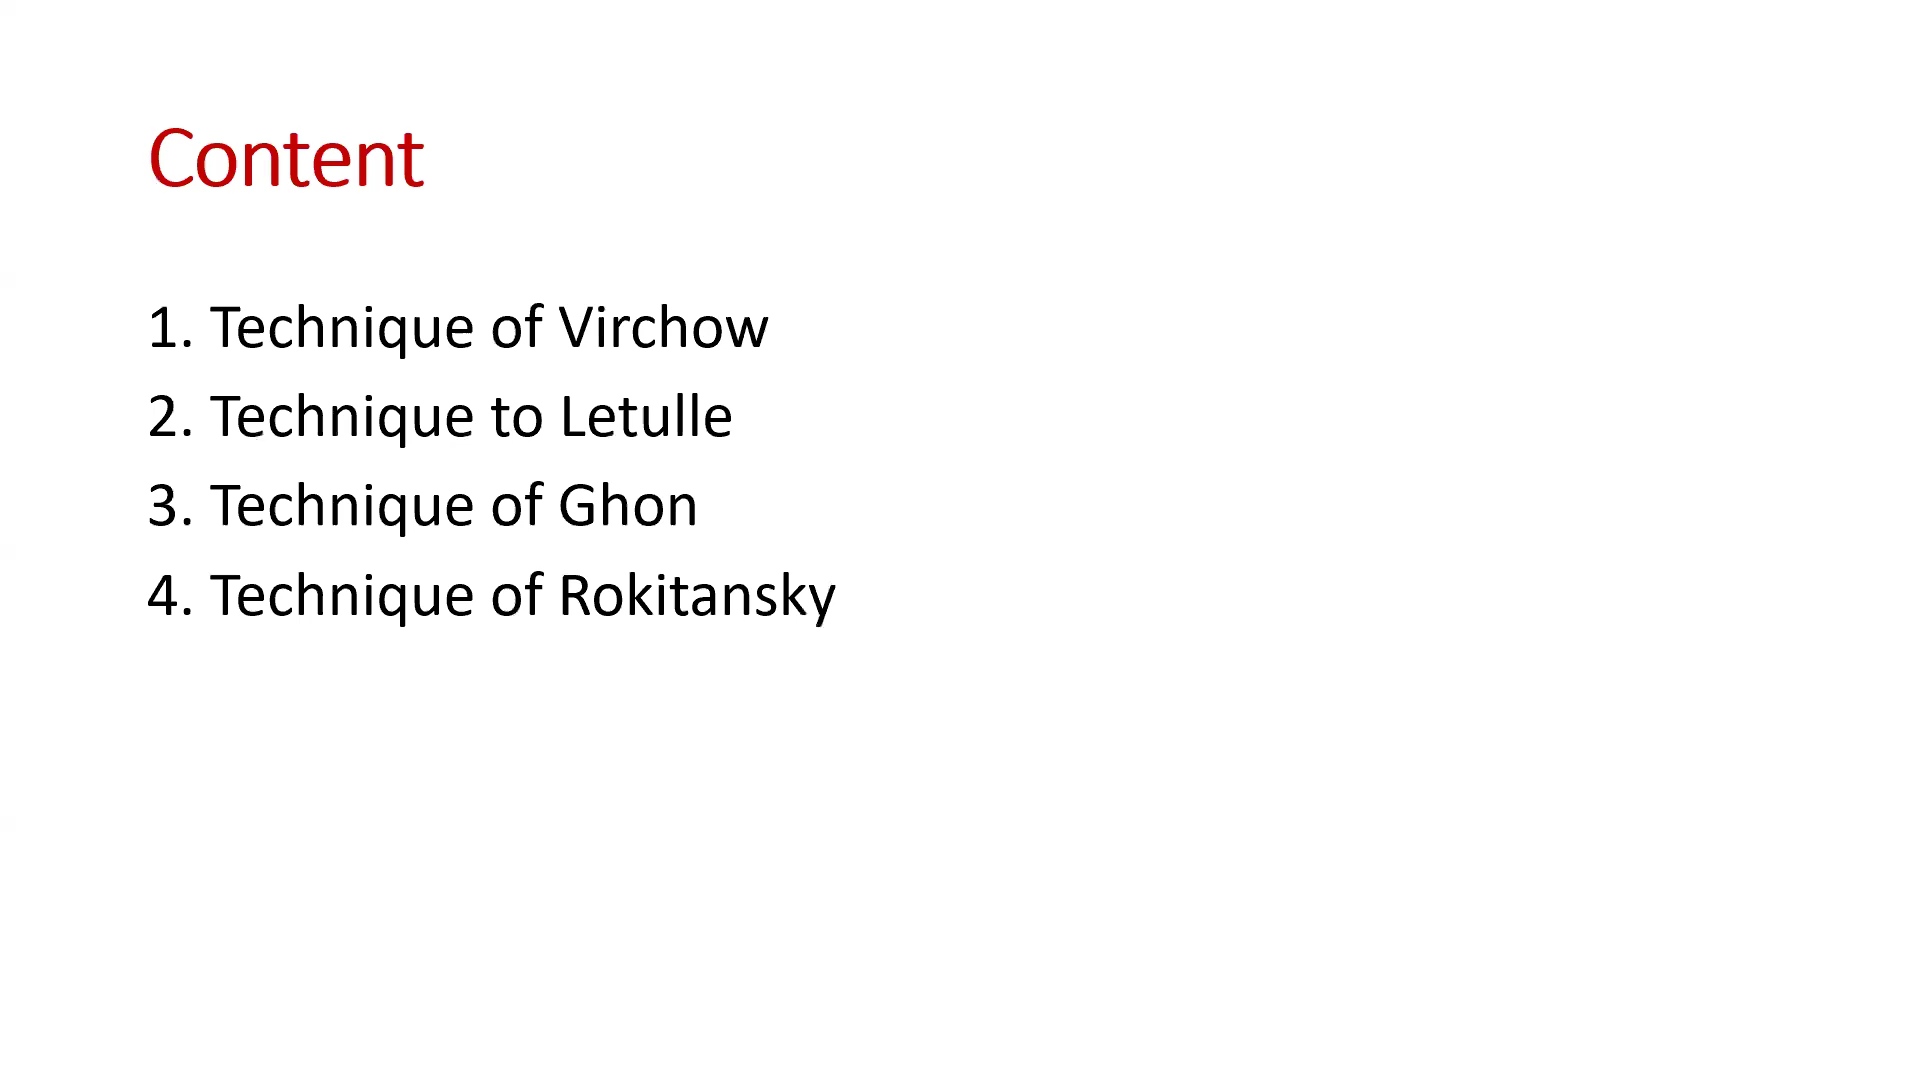 Content
1. Technique of Virchow
2. Technique to Letulle
3. Technique of Ghon
4. Technique of Rokitansky